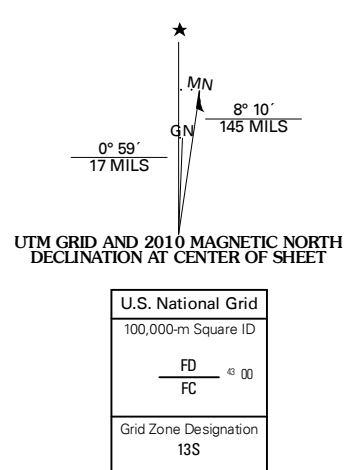 ★
MN
8° 10´
145 MILS
GN
0° 59´
17 MILS
UTM GRID AND 2010 MAGNETIC NORTH
DECLINATION AT CENTER OF SHEET
U.S. National Grid
100,000-m Square ID
FD
43 00
FC
Grid Zone Designation
13S